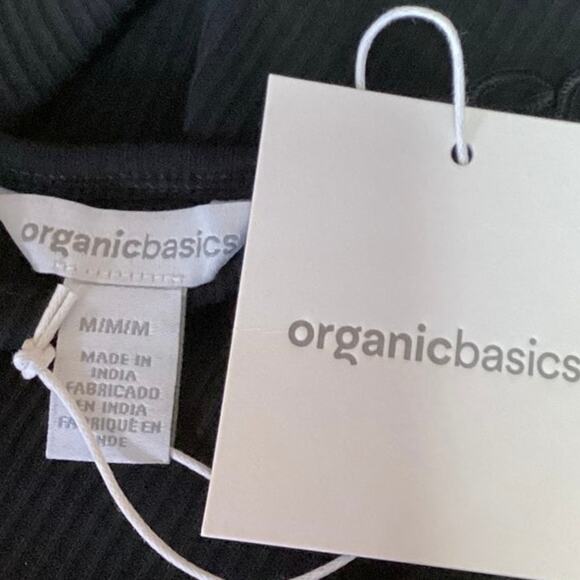 organicbasics
M/M/M
MADE IN
INDIA
FABRICADO
EN INDIA
FABRIQUÉ EN
INDE
organicbasics